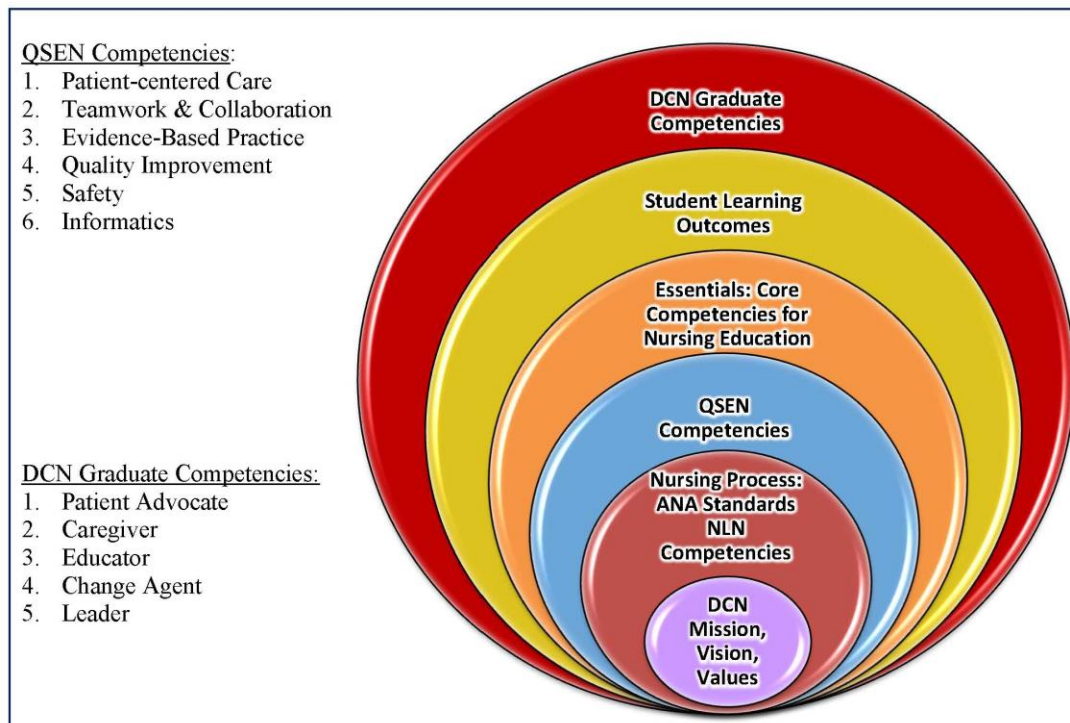 QSEN Competencies:
1. Patient-centered Care
2. Teamwork & Collaboration
3. Evidence-Based Practice
4. Quality Improvement
5. Safety
6. Informatics
DCN Graduate Competencies:
1. Patient Advocate
2. Caregiver
3. Educator
4. Change Agent
5. Leader
DCN Graduate
Competencies
Student Learning
Outcomes
Essentials: Core
Competencies for
Nursing Education
QSEN
Competencies
Nursing Process:
ANA Standards
NLN
Competencies
DCN
Mission,
Vision,
Values